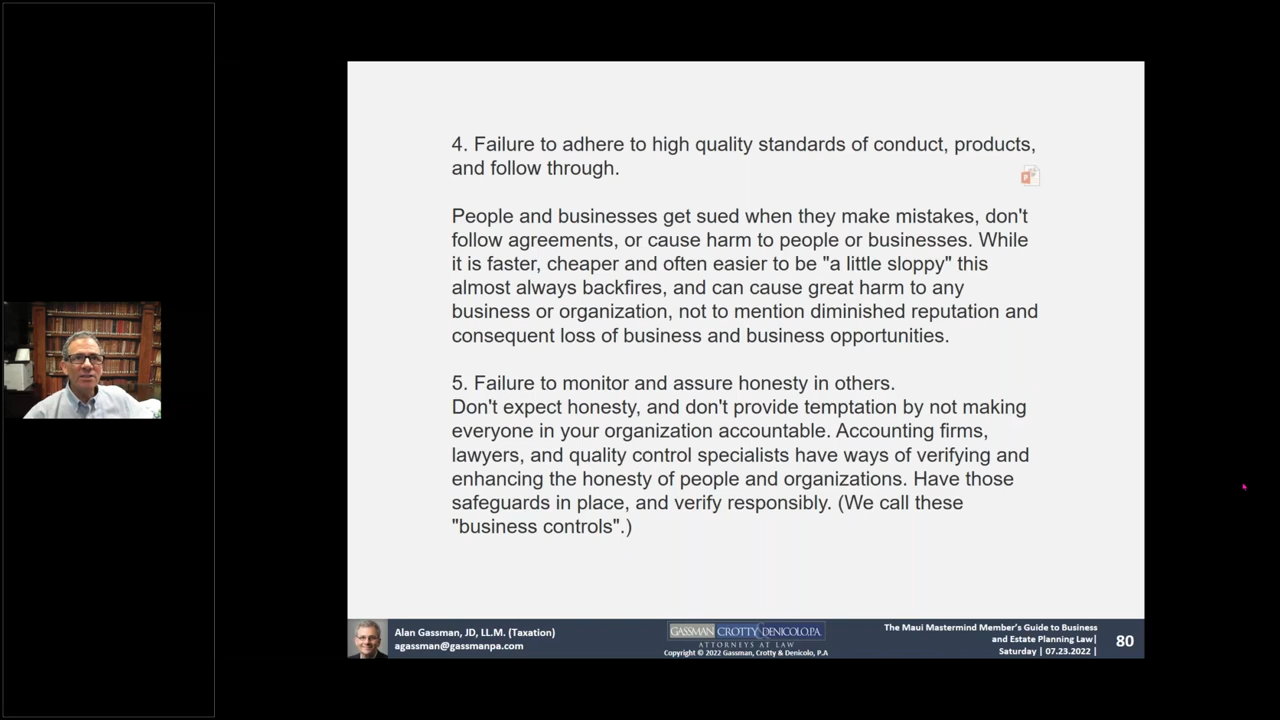 4. Failure to adhere to high quality standards of conduct, products,
and follow through.
People and businesses get sued when they make mistakes, don't
follow agreements, or cause harm to people or businesses. While
it is faster, cheaper and often easier to be "a little sloppy" this
almost always backfires, and can cause great harm to any
business or organization, not to mention diminished reputation and
consequent loss of business and business opportunities.
5. Failure to monitor and assure honesty in others.
Don't expect honesty, and don't provide temptation by not making
everyone in your organization accountable. Accounting firms,
lawyers, and quality control specialists have ways of verifying and
enhancing the honesty of people and organizations. Have those
safeguards in place, and verify responsibly. (We call these
"business controls".)
Alan Gassman, JD, LL.M. (Taxation)
agassman@gassmanpa.com
GASSMAN CROTTY & DENICOLO, P.A.
ATTORNEYS AT LAW
Copyright © 2022 Gassman, Crotty & Denicolo, P.A
The Maui Mastermind Member's Guide to Business
and Estate Planning Law|
Saturday | 07.23.2022 |
80